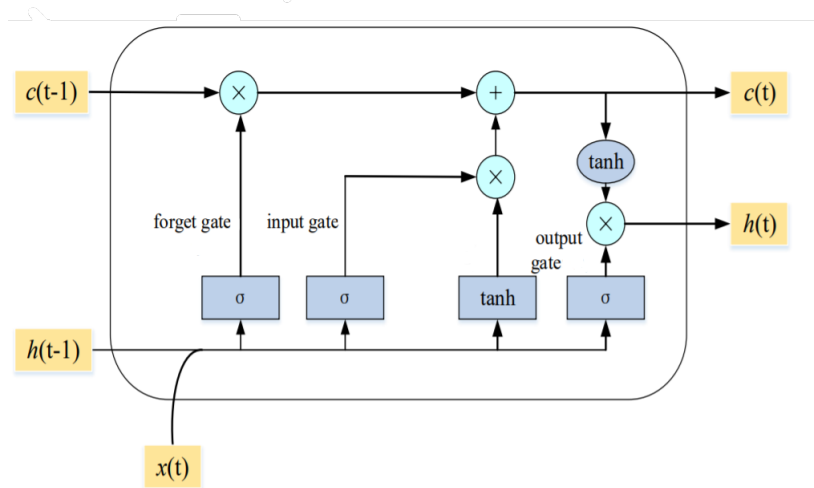 c(t-1)
×
+
c(t)
tanh
×
forget gate
input gate
×
h(t)
output
gate
σ
σ
tanh
σ
h(t-1)
x(t)